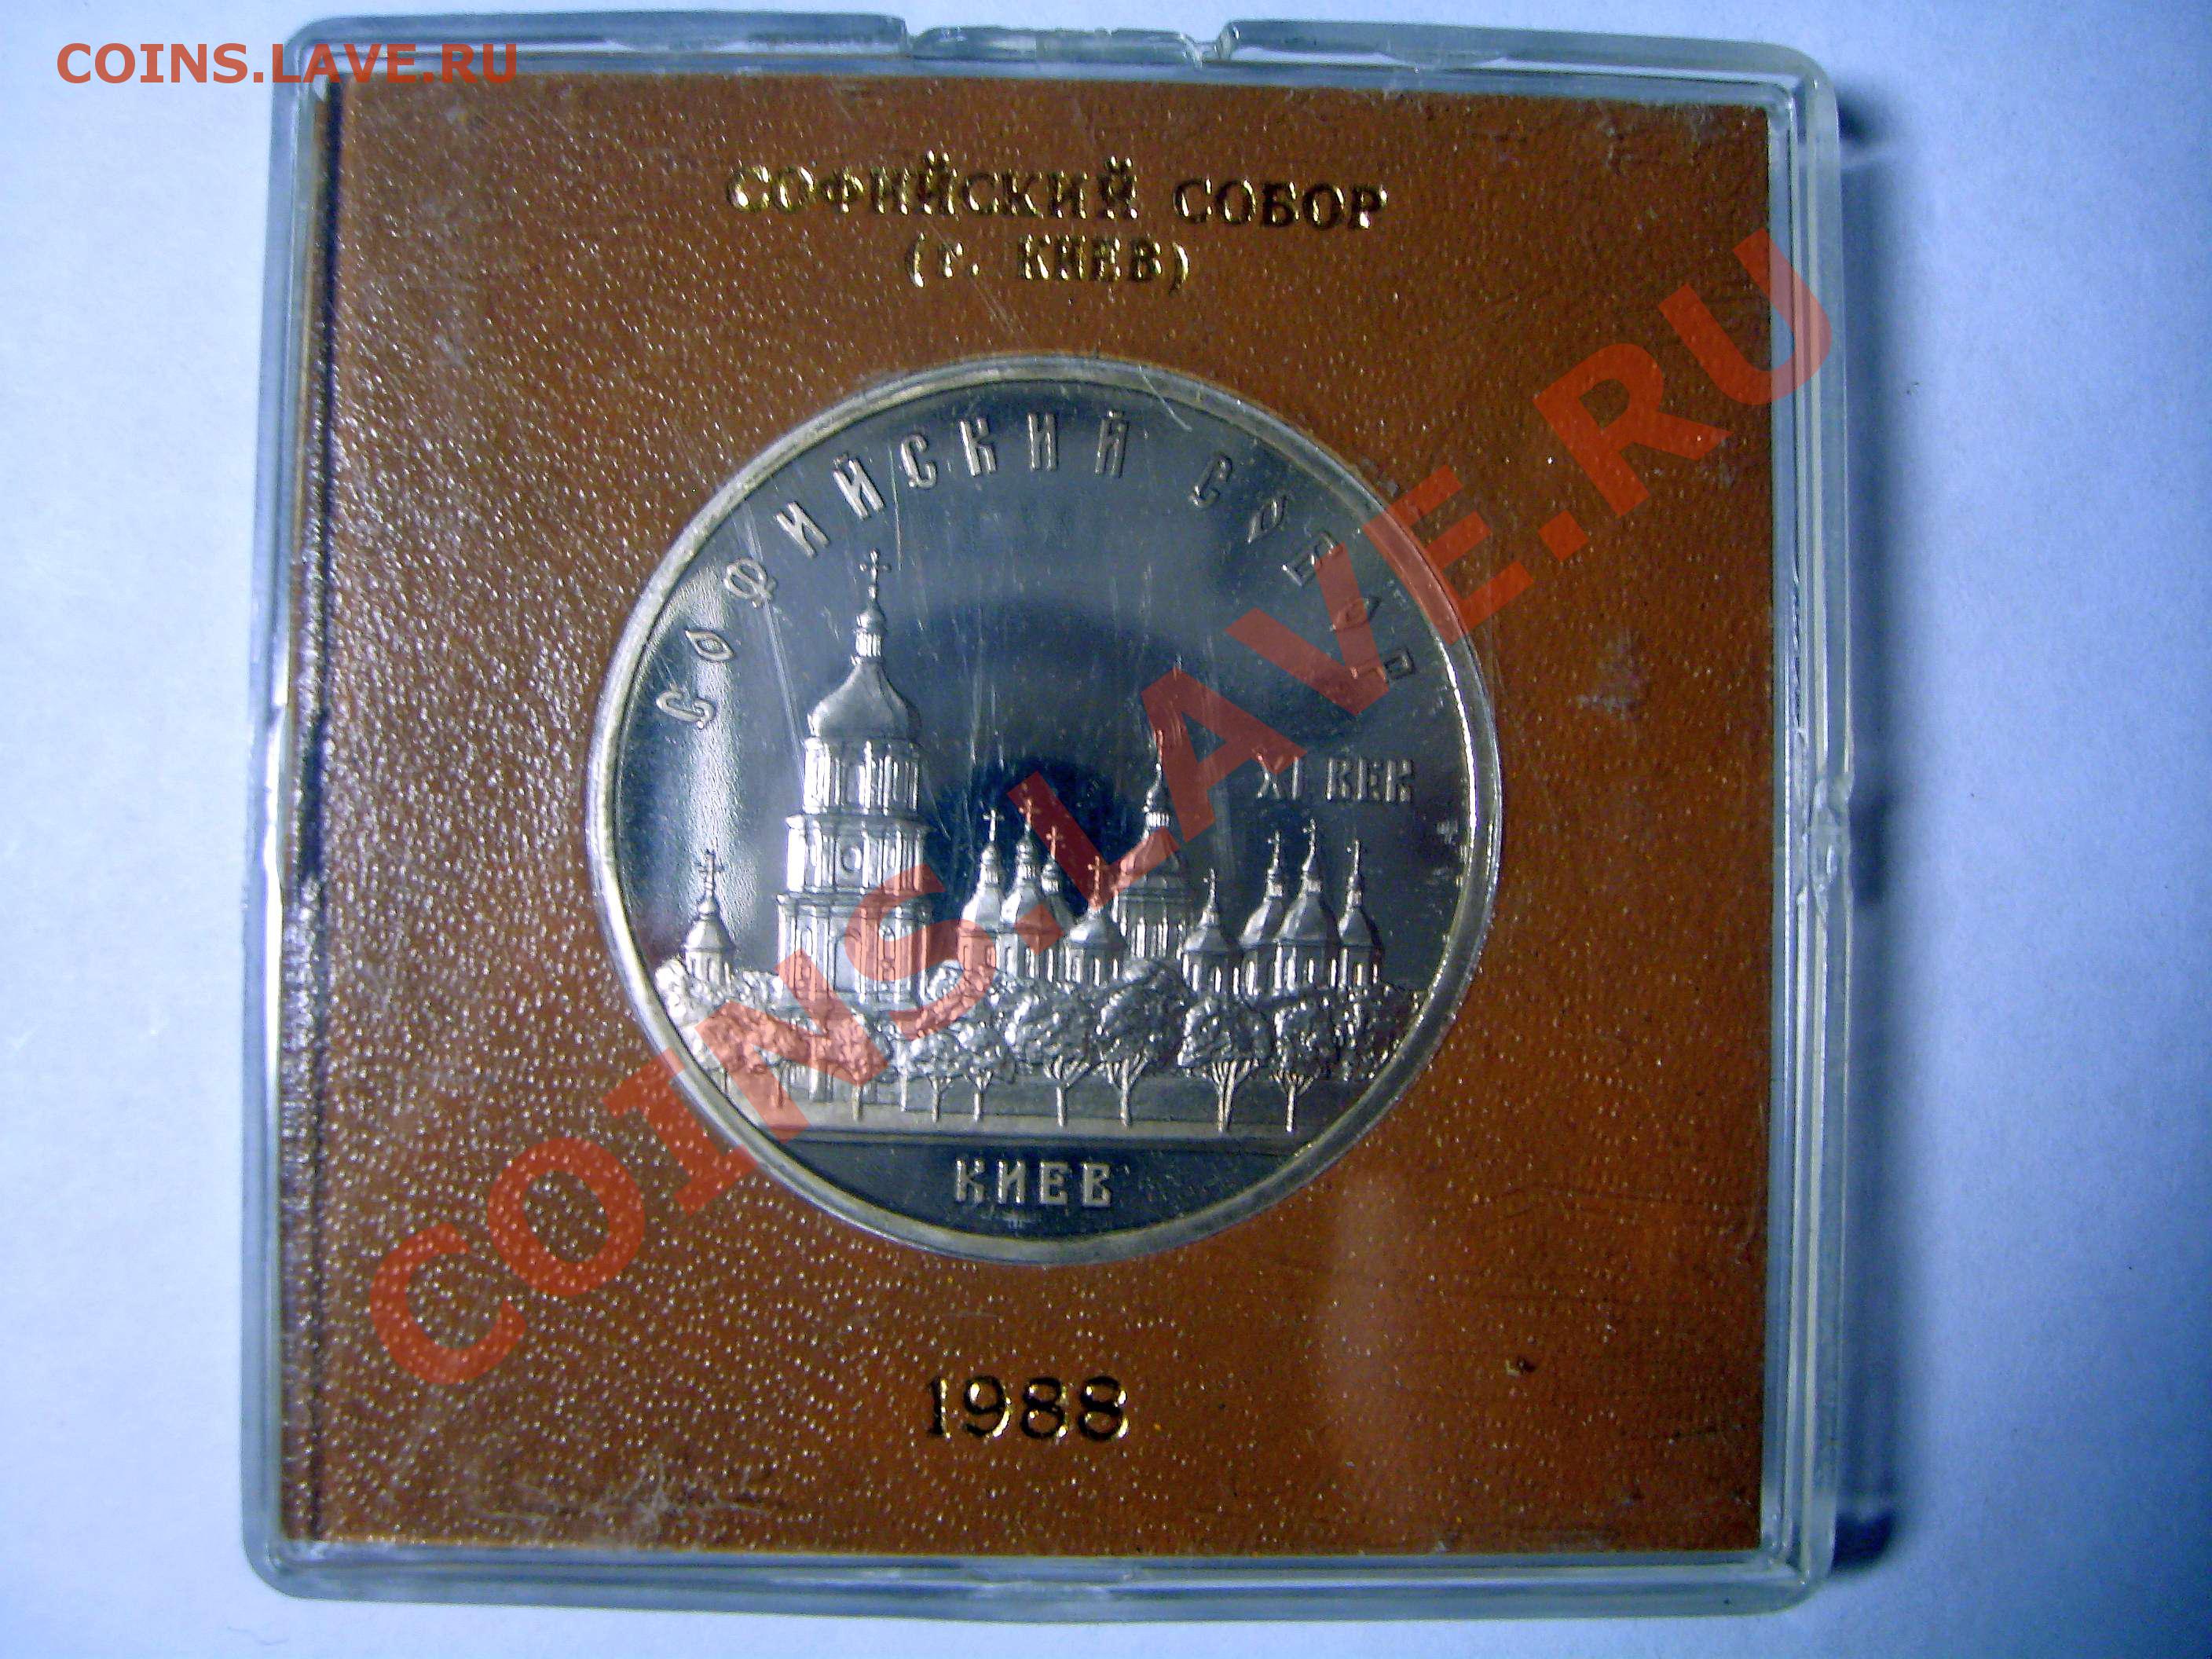 COINS.LAVE.RU
СОФИЙСКИЙ СОБОР
(г. КИЕВ)
СОФИЙСКИЙ СОБОР
XI ВЕК
КИЕВ
1988
COINS.LAVE.RU